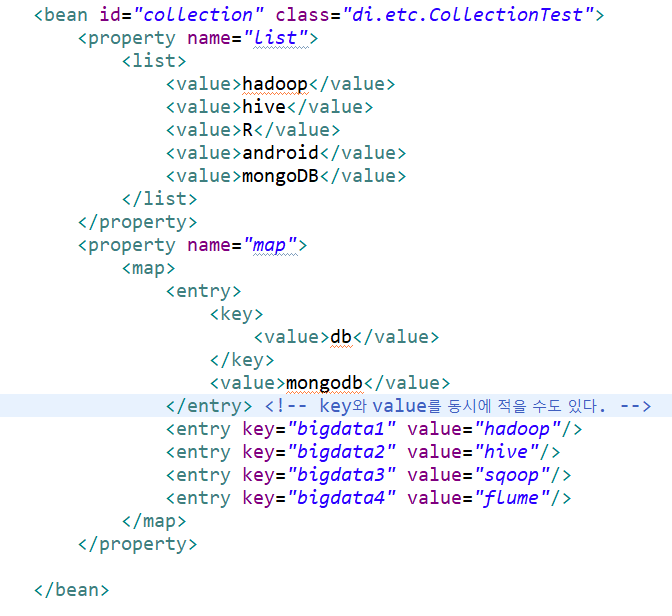 <bean id="collection" class="di.etc.CollectionTest">
<property name="list">
<list>
<value>hadoop</value>
<value>hive</value>
<value>R</value>
<value>android</value>
<value>mongoDB</value>
</list>
</property>
<property name="map">
<map>
<entry>
<key>
<value>db</value>
</key>
<value>mongodb</value>
</entry> <!-- key와 value를 동시에 적을 수도 있다. -->
<entry key="bigdata1" value="hadoop"/>
<entry key="bigdata2" value="hive"/>
<entry key="bigdata3" value="sqoop"/>
<entry key="bigdata4" value="flume"/>
</map>
</property>
</bean>